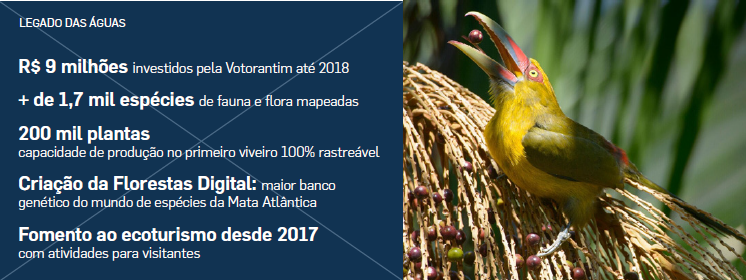 LEGADO DAS ÁGUAS
R$ 9 milhões investidos pela Votorantim até 2018
+ de 1,7 mil espécies de fauna e flora mapeadas
200 mil plantas
capacidade de produção no primeiro viveiro 100% rastreável
Criação da Florestas Digital: maior banco
genético do mundo de espécies da Mata Atlântica
Fomento ao ecoturismo desde 2017
com atividades para visitantes